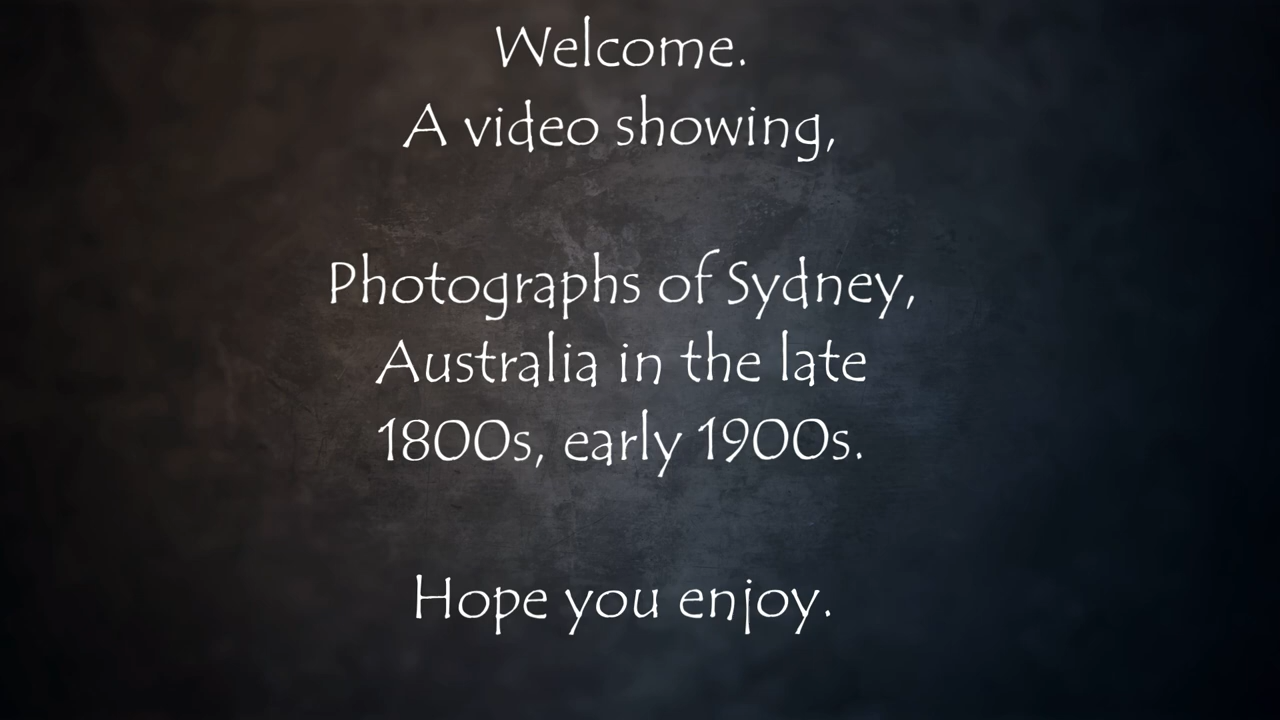 Welcome.
A video showing,
Photographs of Sydney,
Australia in the late
1800s, early 1900s.
Hope you enjoy.